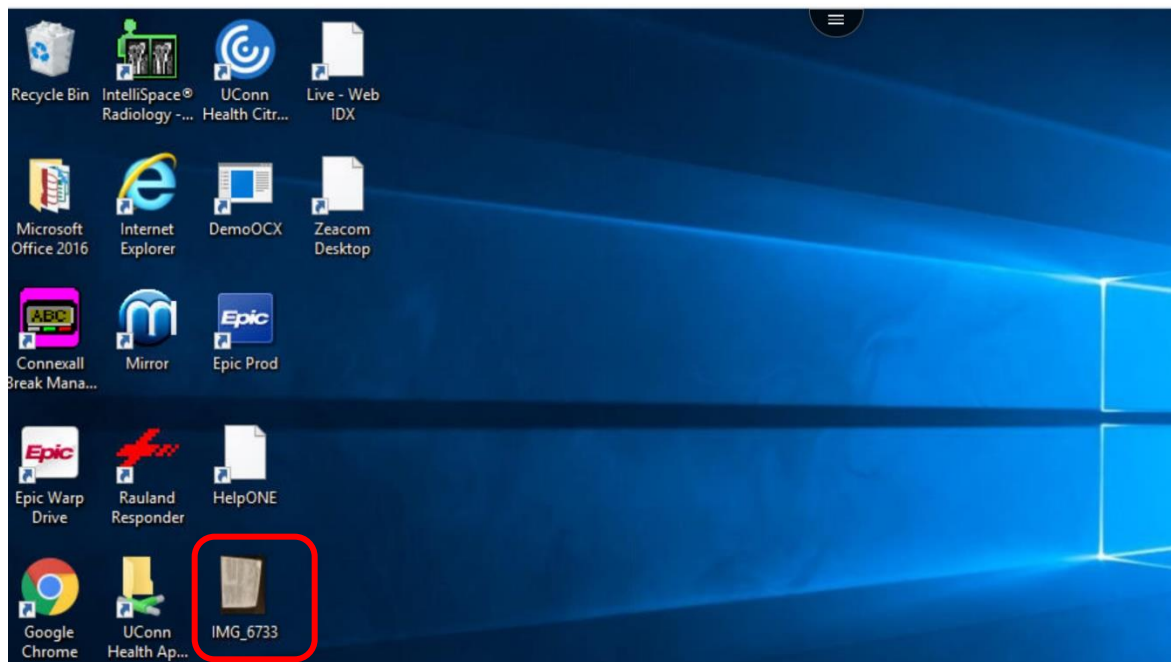 Recycle Bin
IntelliSpace®
Radiology -...
UConn
Health Citr...
Live - Web
IDX
Microsoft
Office 2016
Internet
Explorer
DemoOCX
Zeacom
Desktop
ABC
Connexall
Break Mana...
Mirror
Epic
Epic Prod
Epic
Epic Warp
Drive
Rauland
Responder
HelpONE
Google
Chrome
UConn
Health Ap...
IMG_6733